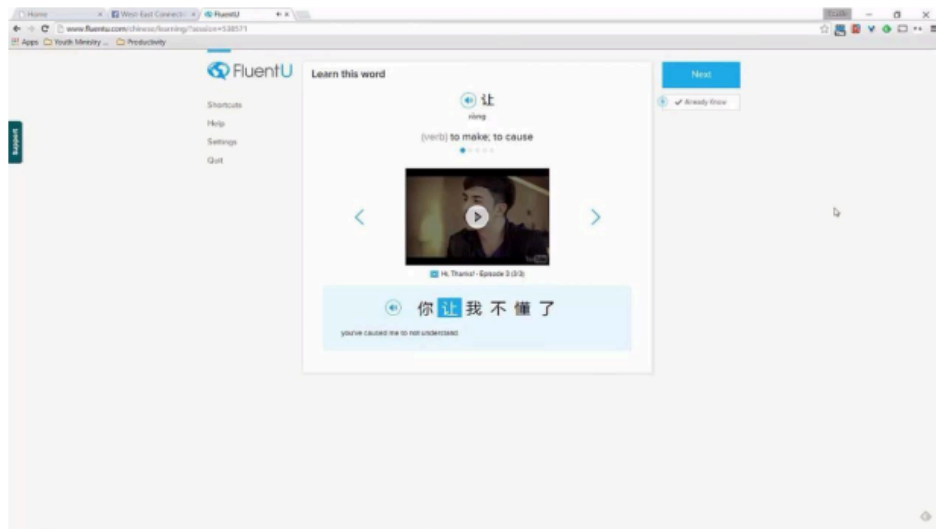 Home
West-East Connecti
FluentU
www.fluentu.com/chinese/learning/?session=538571
Apps
Youth Ministry ...
Productivity
FluentU
Shortcuts
Help
Settings
Quit
support
Learn this word
让
ràng
(verb) to make; to cause
Hi, Thanks! - Episode 3 (3/3)
你让我不懂了
you've caused me to not understand
Next
Already Know